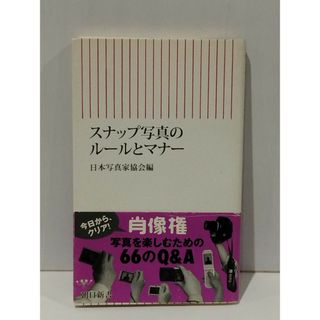 スナップ写真の
ルールとマナー
日本写真家協会編
今日から、
クリア!
肖像権
写真を楽しむための
66のQ&A
朝日新書